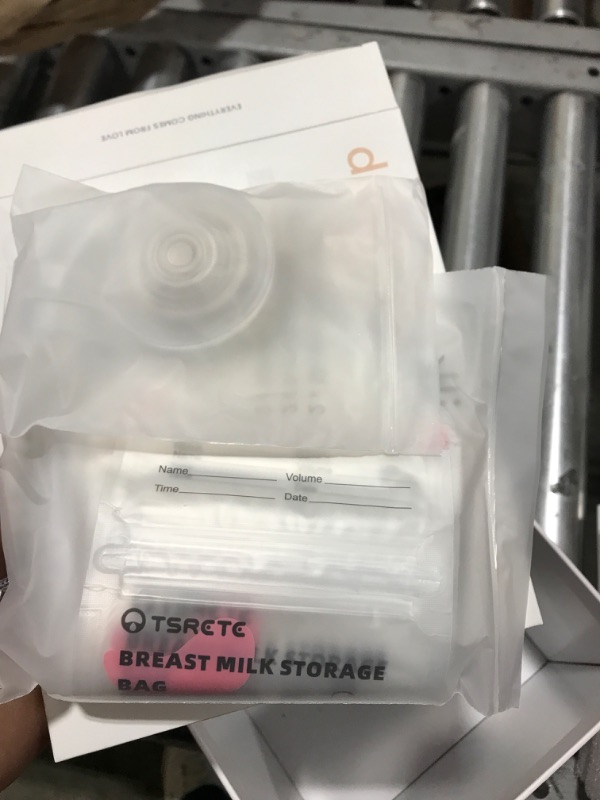 EVERYTHING COMES FROM LOVE
d
Name Volume
Time Date
TSRETE
BREAST MILK STORAGE
BAG